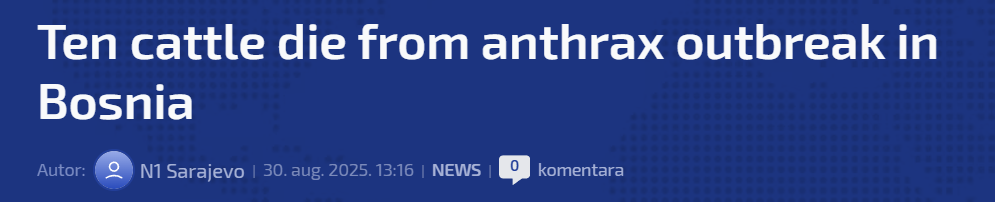 Ten cattle die from anthrax outbreak in
Bosnia
Autor: N1 Sarajevo | 30. aug. 2025. 13:16 | NEWS | 0 komentara